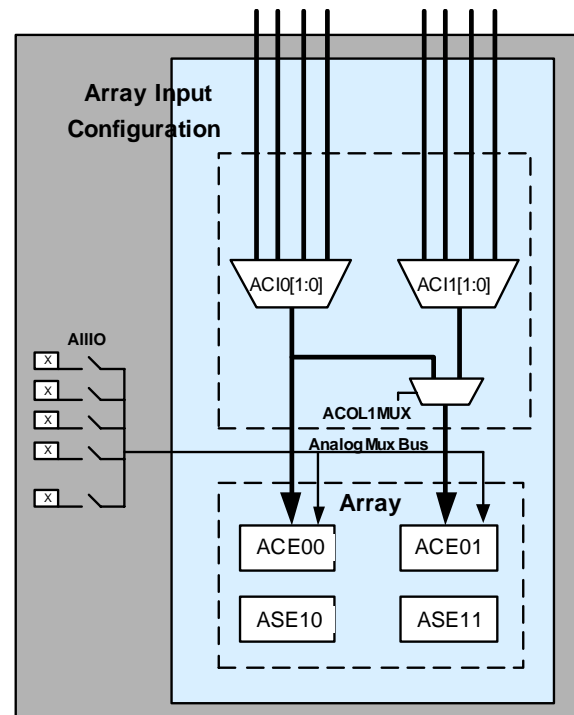 Array Input
Configuration
ACI0[1:0]
ACI1[1:0]
AIIIO
X
X
X
X
X
ACOL1MUX
Analog Mux Bus
Array
ACE00
ACE01
ASE10
ASE11